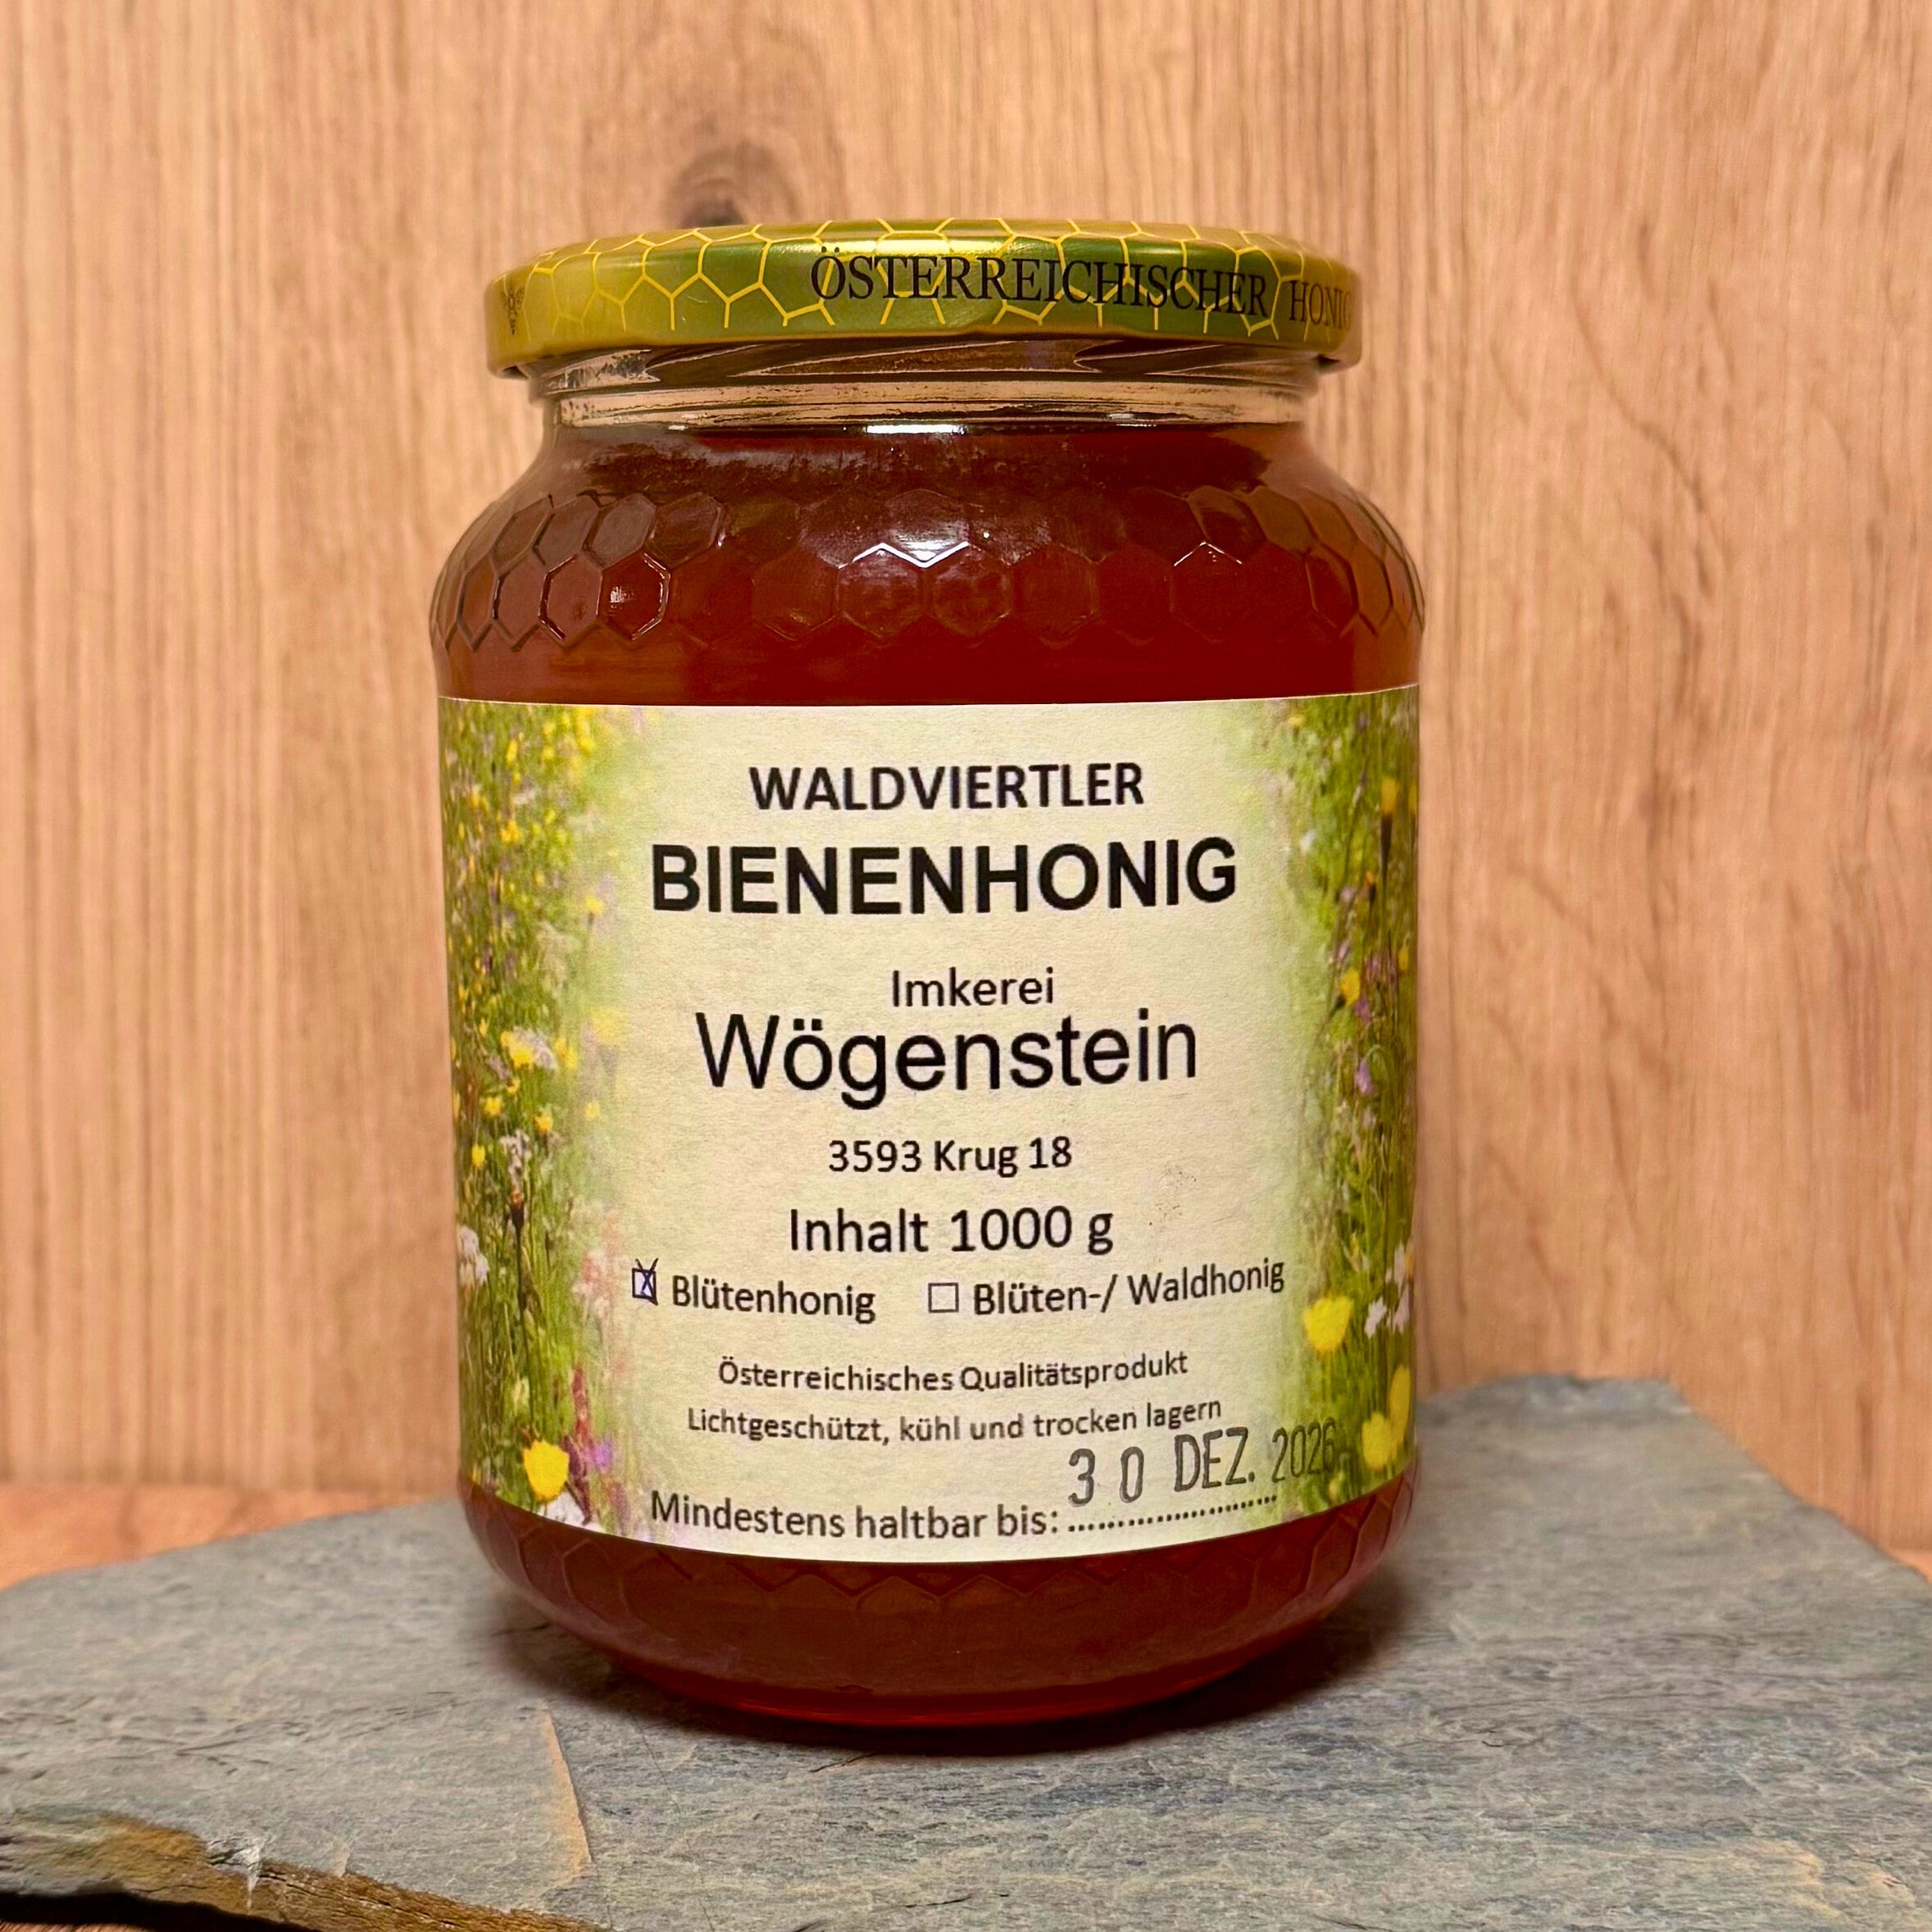 ÖSTERREICHISCHER HONIG
WALDVIERTLER
BIENENHONIG
Imkerei
Wögenstein
3593 Krug 18
Inhalt 1000 g
☒ Blütenhonig ☐ Blüten-/ Waldhonig
Österreichisches Qualitätsprodukt
Lichtgeschützt, kühl und trocken lagern
30 DEZ. 2026
Mindestens haltbar bis: ....................